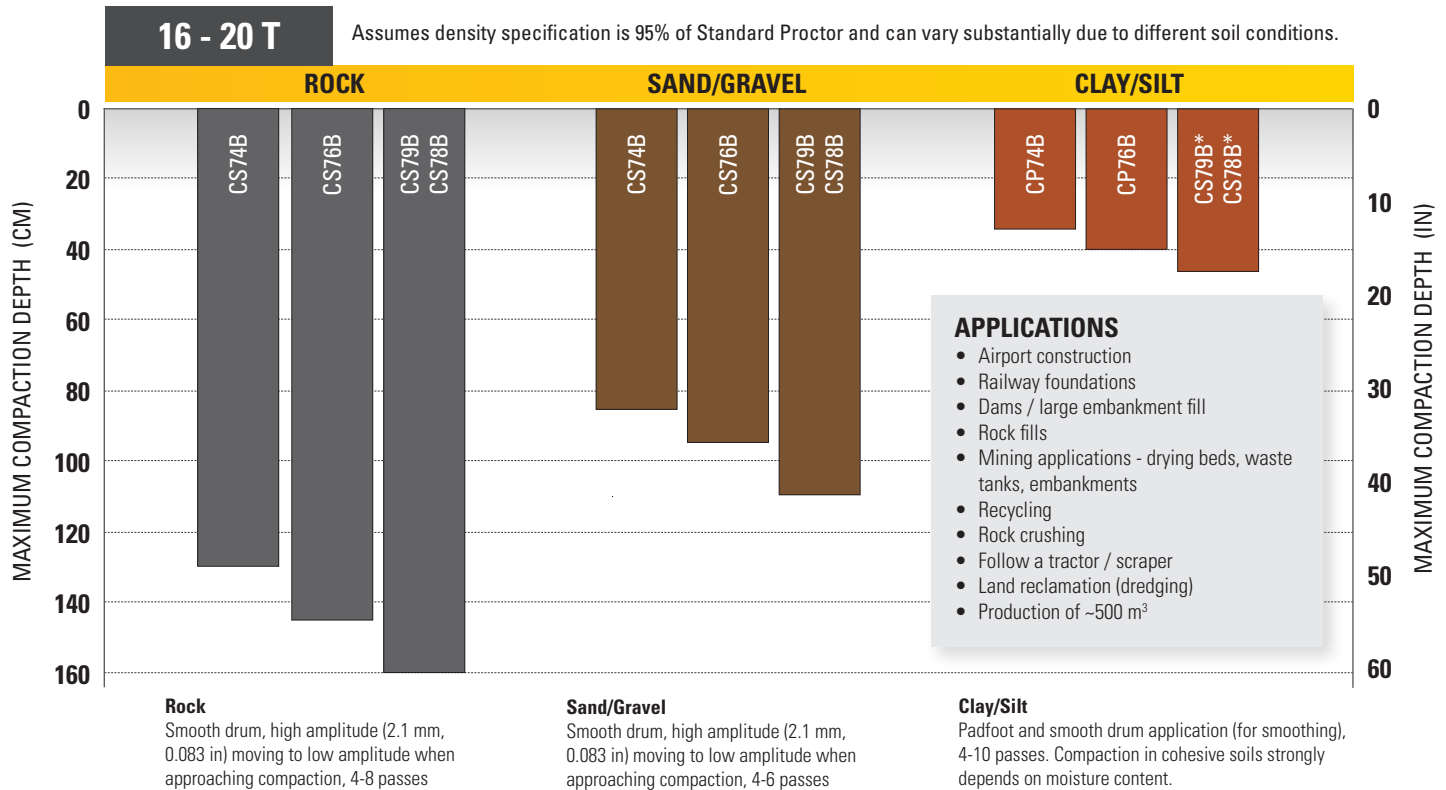 16 - 20 T
Assumes density specification is 95% of Standard Proctor and can vary substantially due to different soil conditions.
ROCK
SAND/GRAVEL
CLAY/SILT
MAXIMUM COMPACTION DEPTH (CM)
0
20
40
60
80
100
120
140
160
CS74B
CS76B
CS79B
CS78B
CS74B
CS76B
CS79B
CS78B
CP74B
CP76B
CS79B*
CS78B*
0
10
20
30
40
50
60
MAXIMUM COMPACTION DEPTH (IN)
APPLICATIONS
• Airport construction
• Railway foundations
• Dams / large embankment fill
• Rock fills
• Mining applications - drying beds, waste
tanks, embankments
• Recycling
• Rock crushing
• Follow a tractor / scraper
• Land reclamation (dredging)
• Production of ~500 m³
Rock
Smooth drum, high amplitude (2.1 mm,
0.083 in) moving to low amplitude when
approaching compaction, 4-8 passes
Sand/Gravel
Smooth drum, high amplitude (2.1 mm,
0.083 in) moving to low amplitude when
approaching compaction, 4-6 passes
Clay/Silt
Padfoot and smooth drum application (for smoothing),
4-10 passes. Compaction in cohesive soils strongly
depends on moisture content.